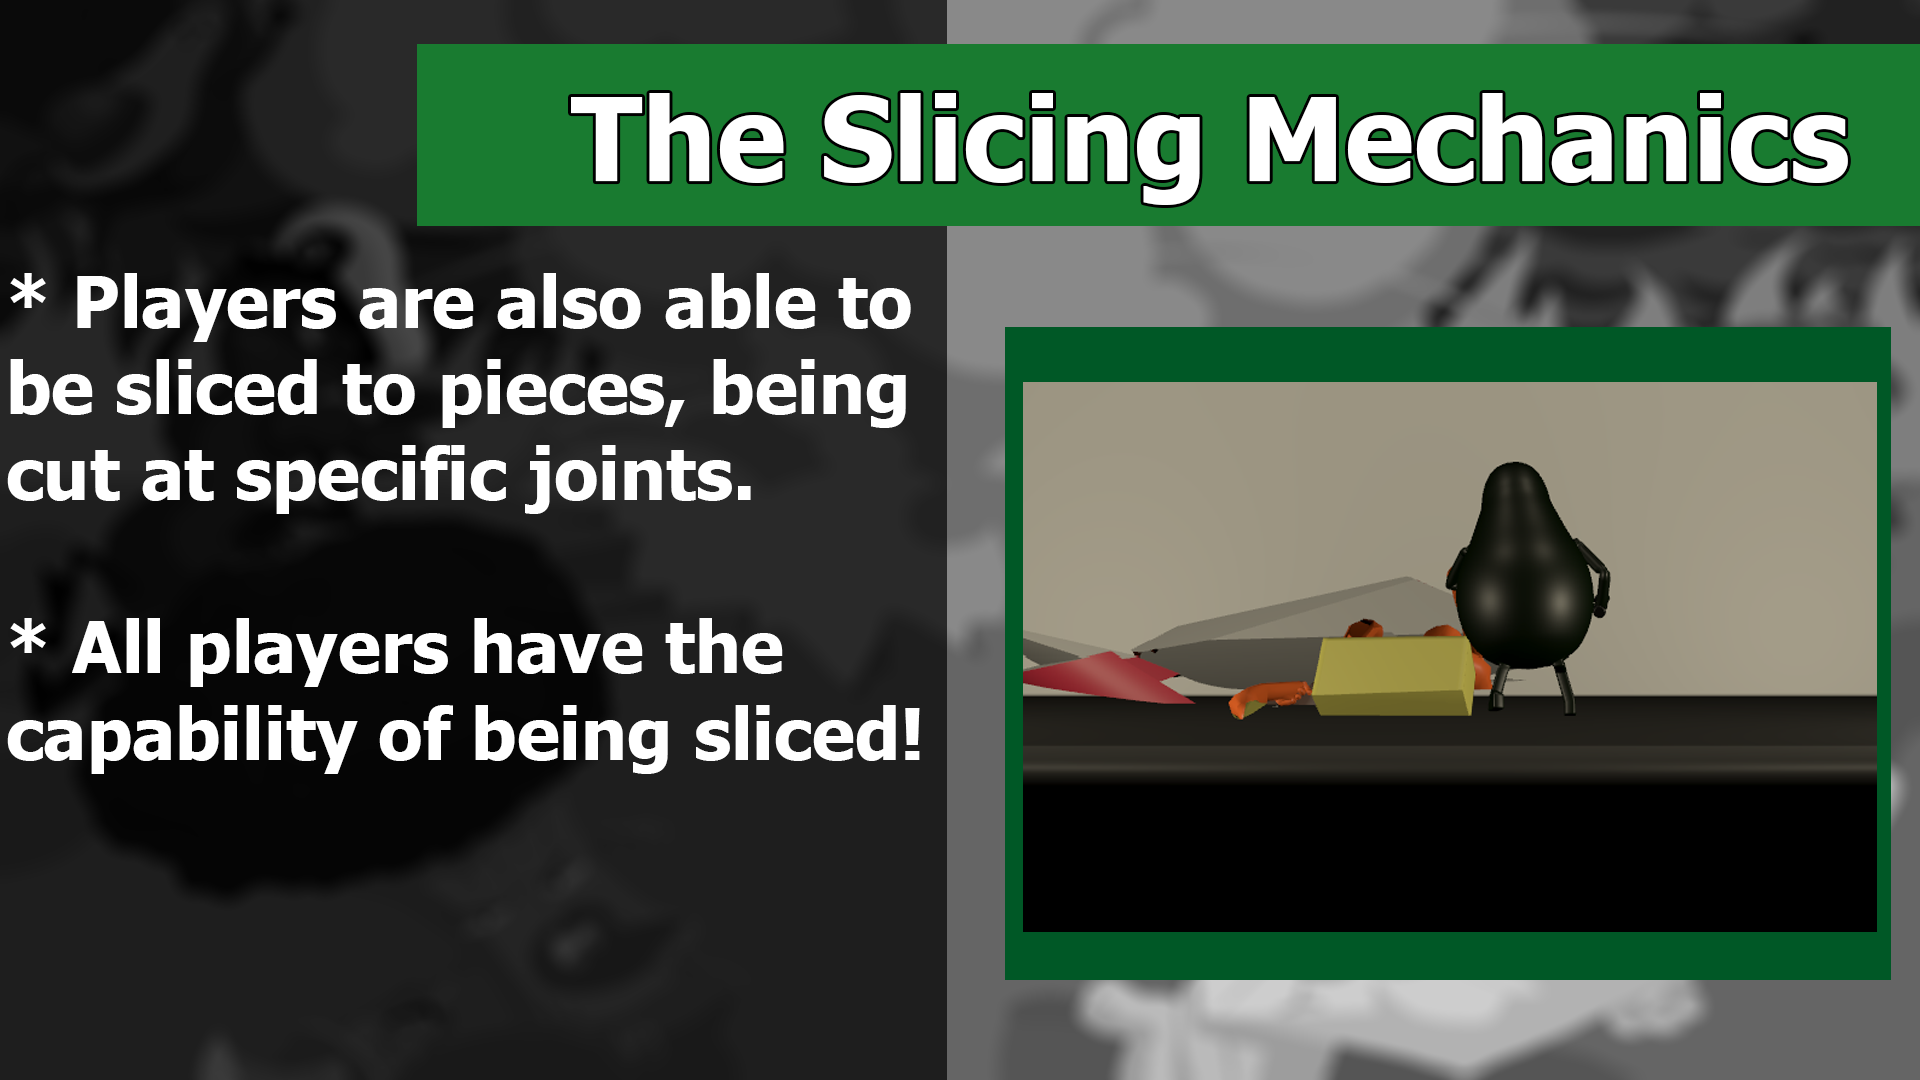 The Slicing Mechanics
* Players are also able to
be sliced to pieces, being
cut at specific joints.
* All players have the
capability of being sliced!